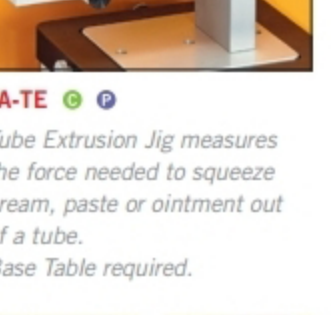 A-TE C P
ube Extrusion Jig measures
he force needed to squeeze
ream, paste or ointment out
f a tube.
ase Table required.